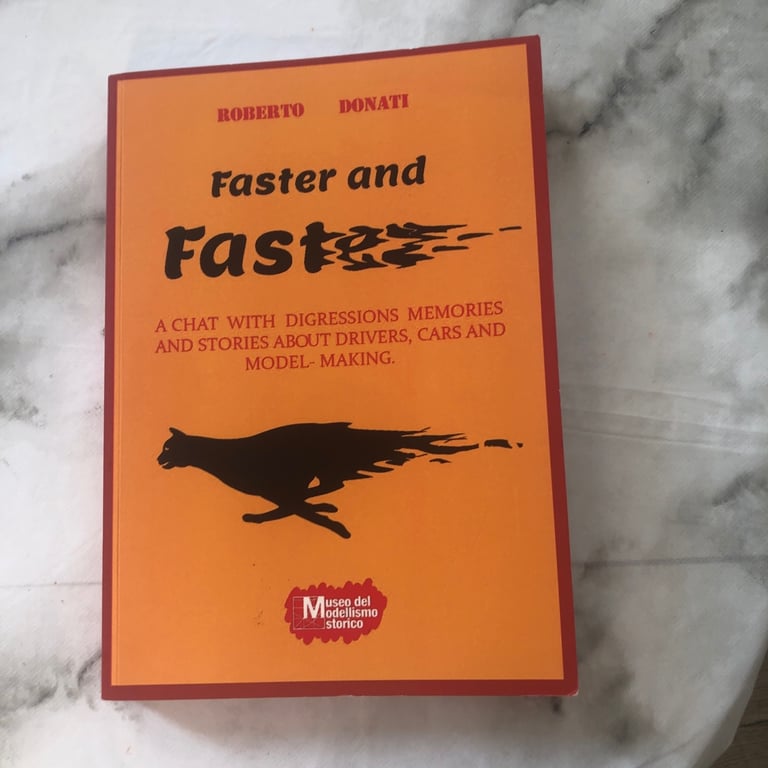 ROBERTO DONATI
Faster and
Faster
A CHAT WITH DIGRESSIONS MEMORIES
AND STORIES ABOUT DRIVERS, CARS AND
MODEL- MAKING.
Museo del
Modellismo
storico